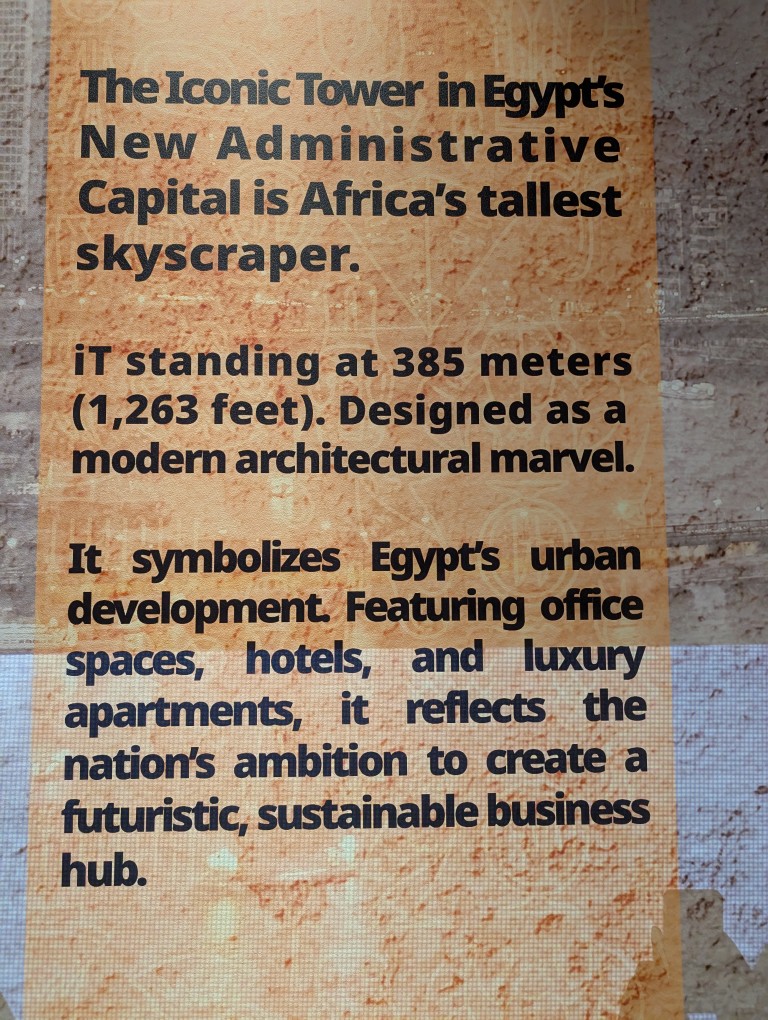 The Iconic Tower in Egypt's
New Administrative
Capital is Africa's tallest
skyscraper.
iT standing at 385 meters
(1,263 feet). Designed as a
modern architectural marvel.
It symbolizes Egypt's urban
development. Featuring office
spaces, hotels, and luxury
apartments, it reflects the
nation's ambition to create a
futuristic, sustainable business
hub.